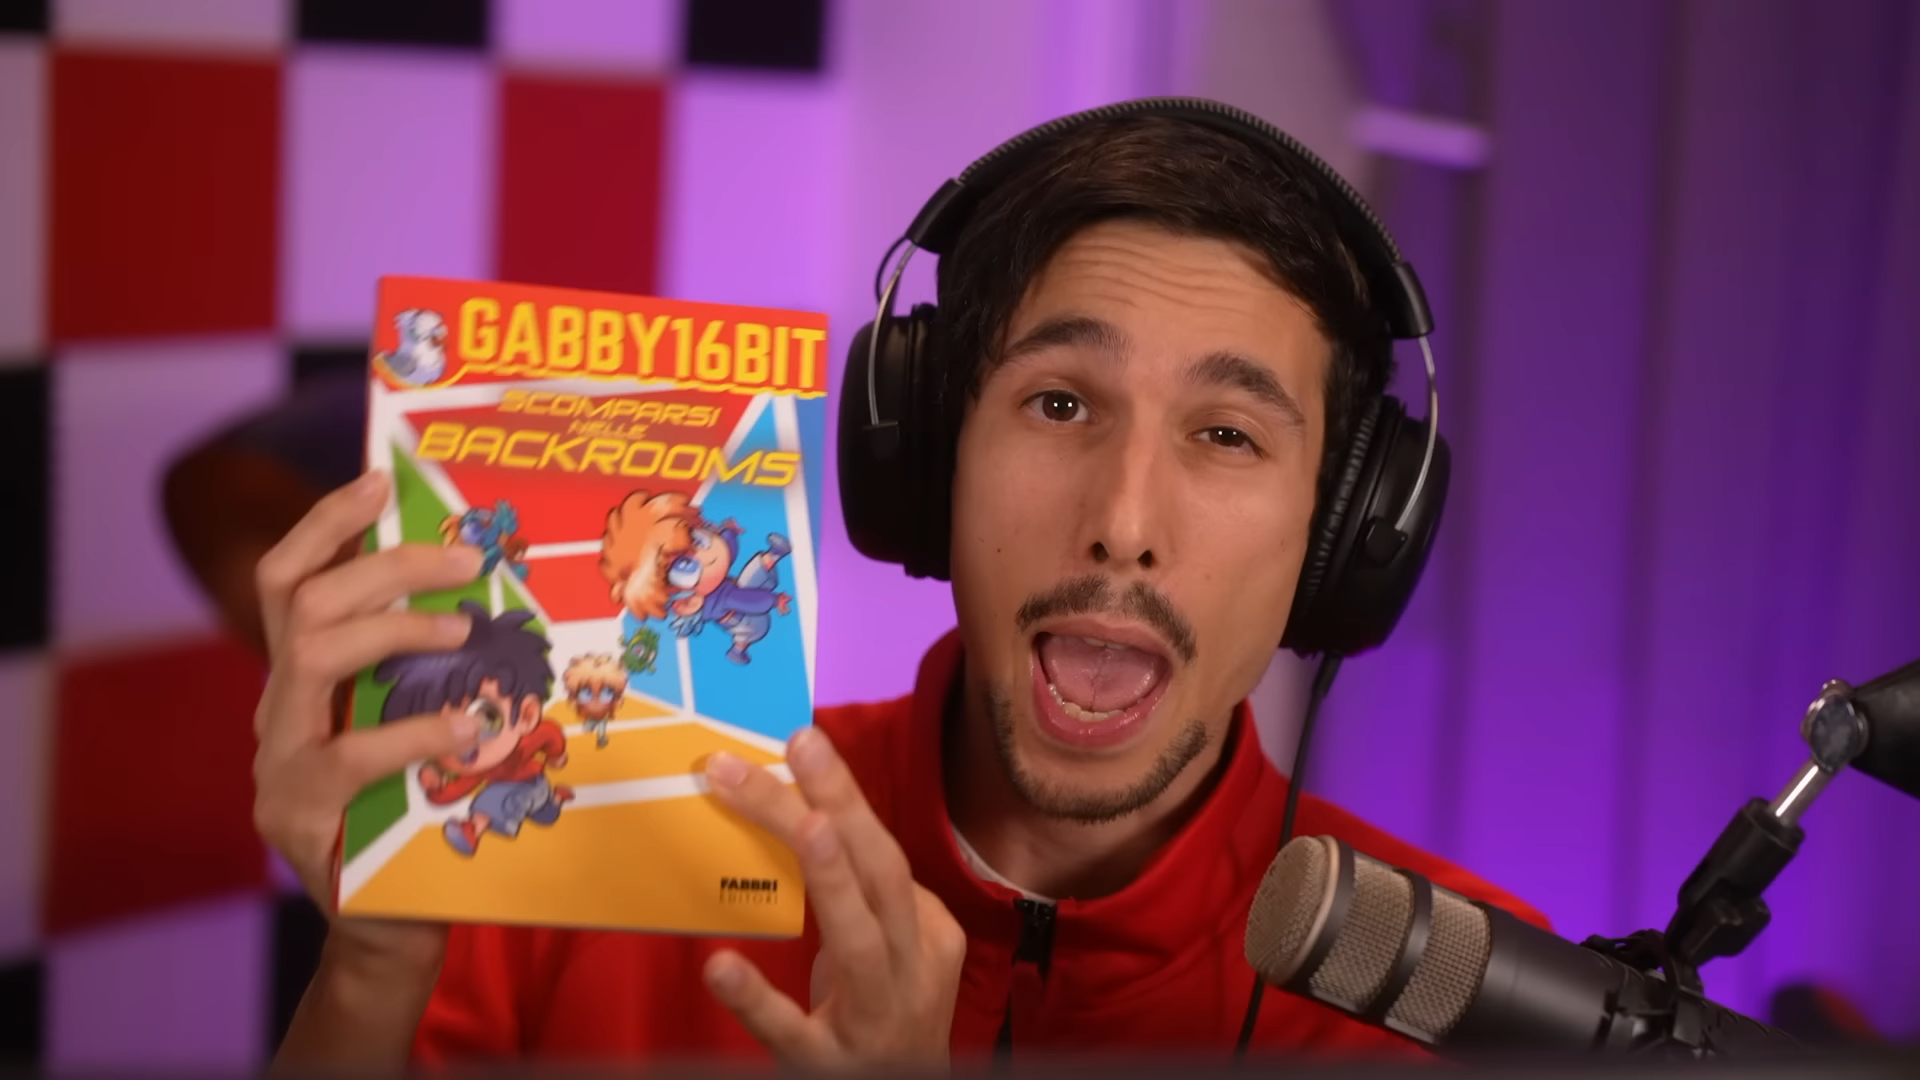 GABBY16BIT
SCOMPARSI
NELLE
BACKROOMS
FABBRI
EDITORI